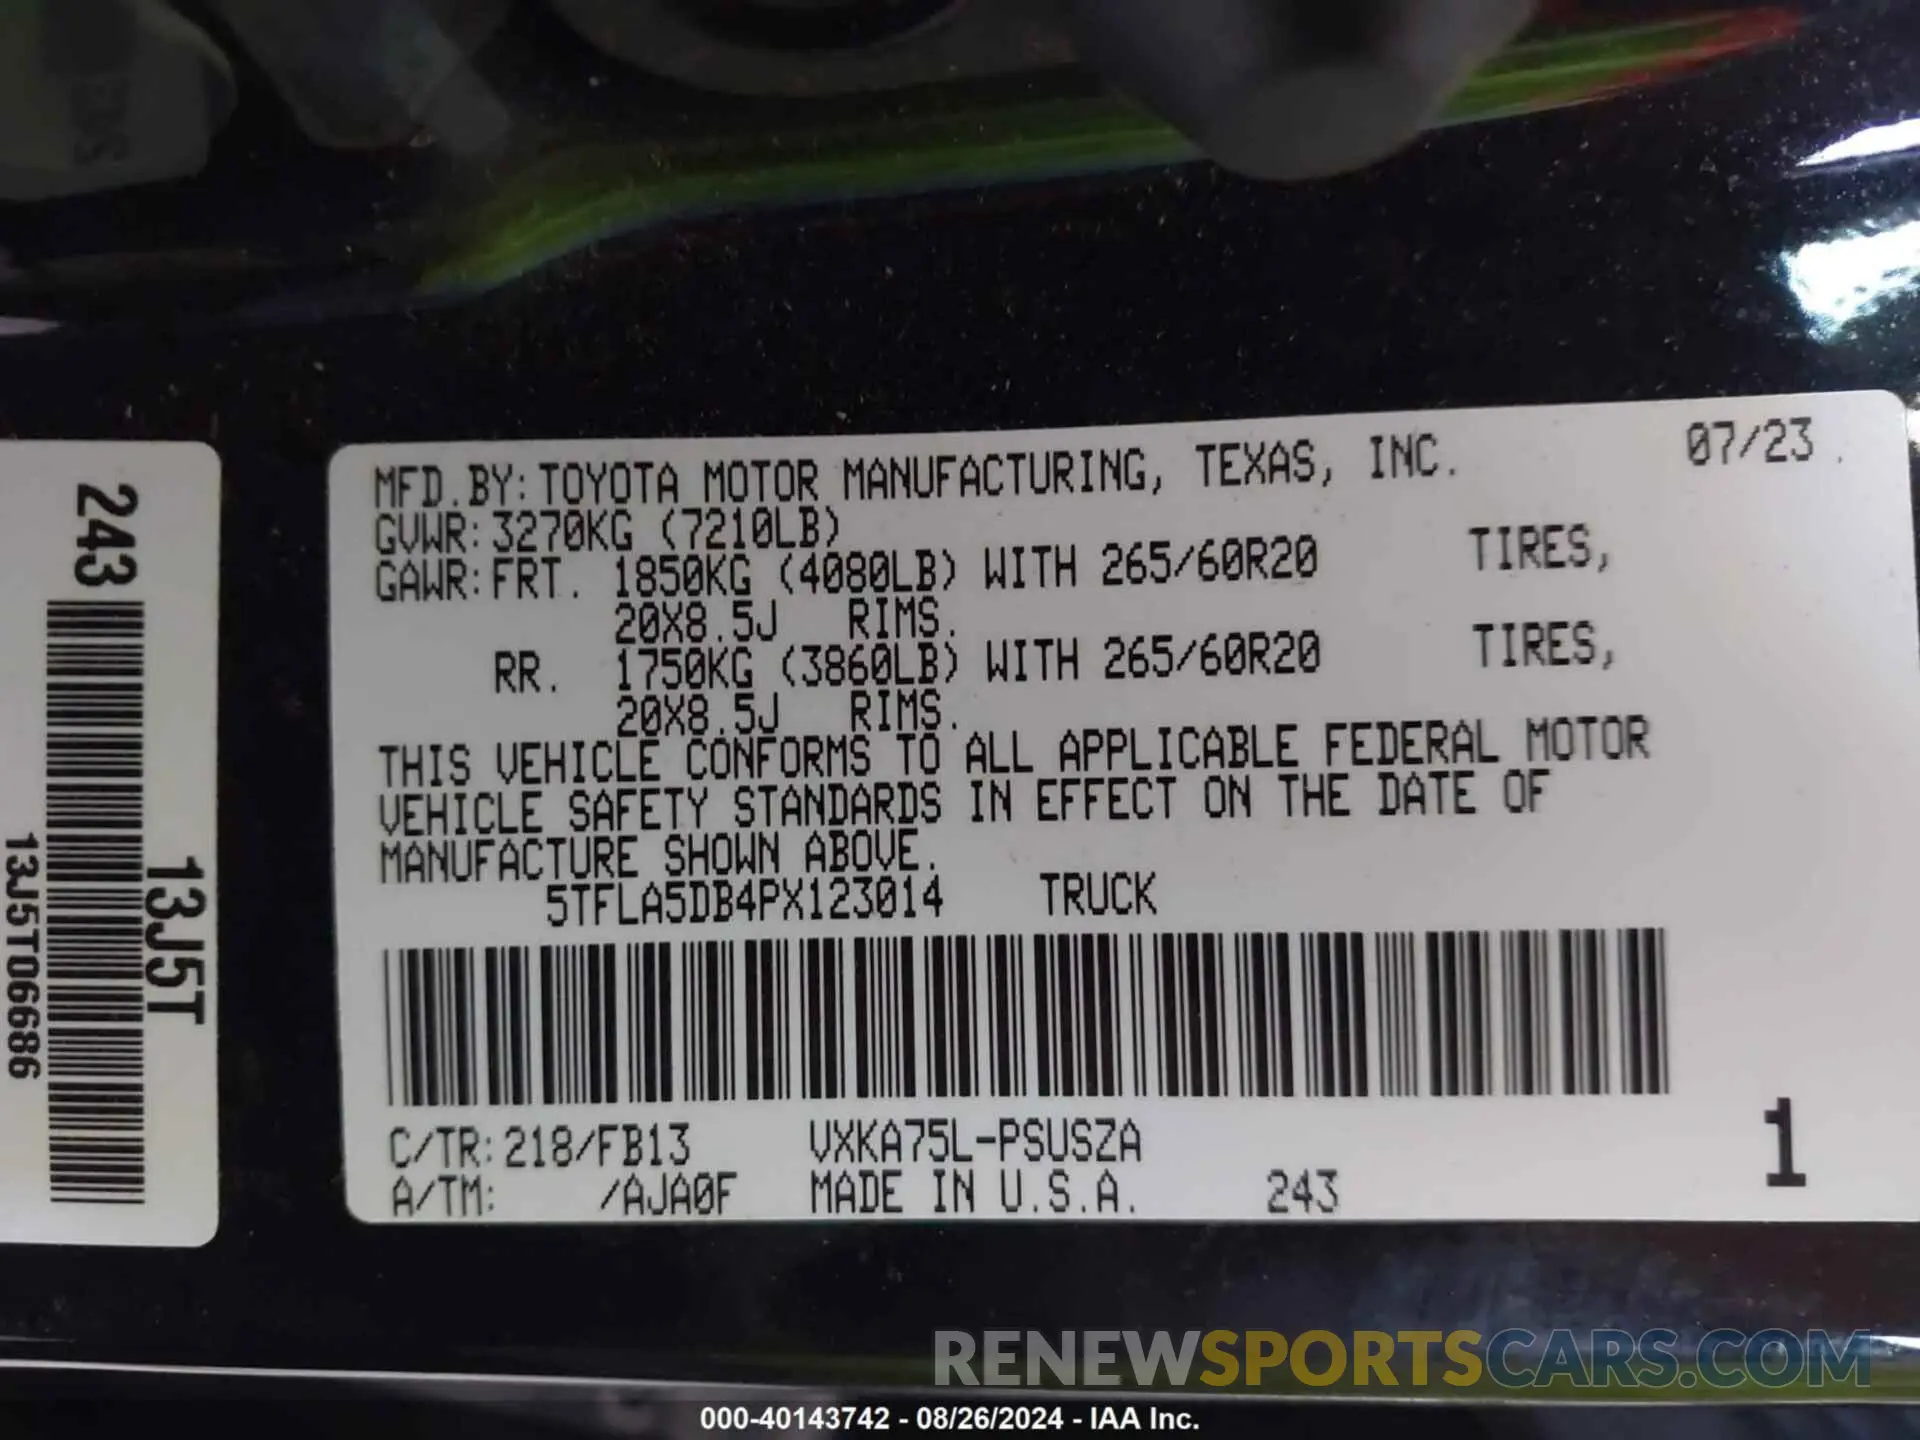 MFD.BY:TOYOTA MOTOR MANUFACTURING, TEXAS, INC. 07/23
GVWR:3270KG (7210LB)
GAWR:FRT. 1850KG (4080LB) WITH 265/60R20 TIRES,
20X8.5J RIMS.
RR. 1750KG (3860LB) WITH 265/60R20 TIRES,
20X8.5J RIMS.
THIS VEHICLE CONFORMS TO ALL APPLICABLE FEDERAL MOTOR
VEHICLE SAFETY STANDARDS IN EFFECT ON THE DATE OF
MANUFACTURE SHOWN ABOVE.
5TFLA5DB4PX123014 TRUCK
C/TR:218/FB13 VXKA75L-PSUSZA
A/TM: /AJA0F MADE IN U.S.A. 243
1
243
13J5T
13J5T06686
RENEWSPORTSCARS.COM
000-40143742 - 08/26/2024 - IAA Inc.